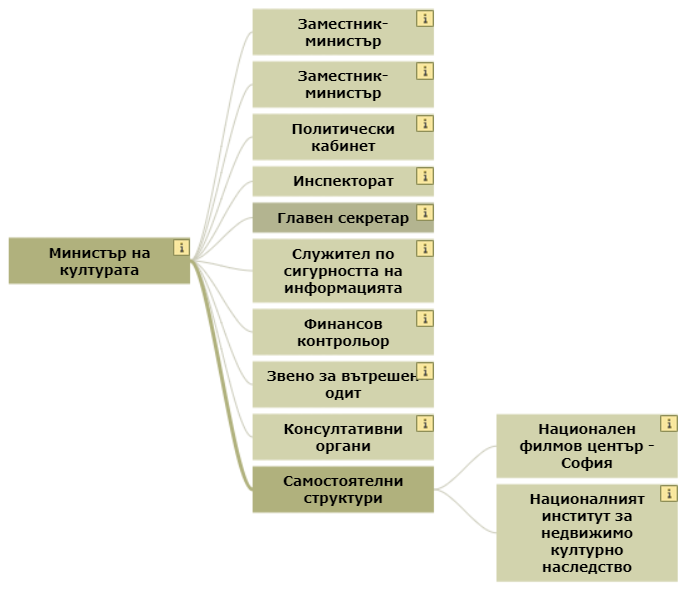 Министър на
културата
Заместник-
министър
Заместник-
министър
Политически
кабинет
Инспекторат
Главен секретар
Служител по
сигурността на
информацията
Финансов
контрольор
Звено за вътрешен
одит
Консултативни
органи
Самостоятелни
структури
Национален
филмов център -
София
Националният
институт за
недвижимо
културно
наследство